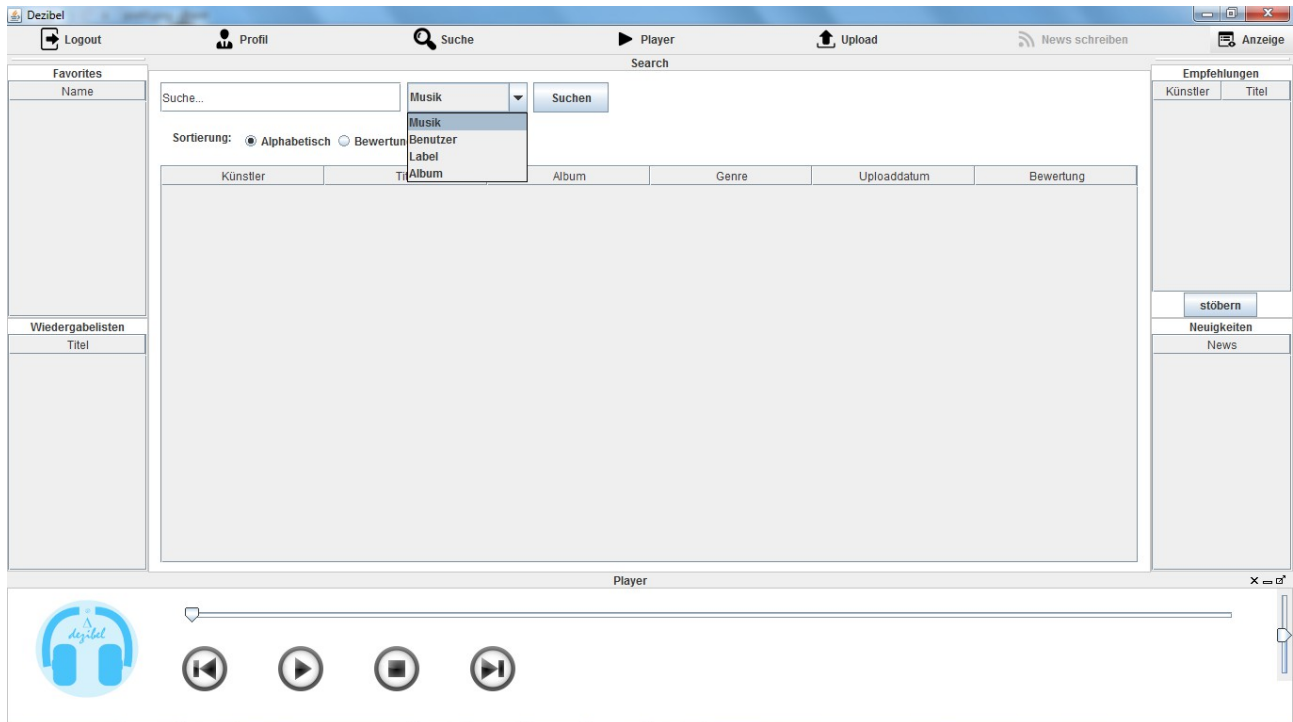 Dezibel
Logout Profil Suche Player Upload News schreiben Anzeige
Search
Favorites
Name
Suche... Musik Suchen
Musik
Benutzer
Label
Album
Sortierung: Alphabetisch Bewertun
Künstler Tit Album Genre Uploaddatum Bewertung
Empfehlungen
Künstler Titel
stöbern
Wiedergabelisten
Titel
Neuigkeiten
News
Player
dezibel